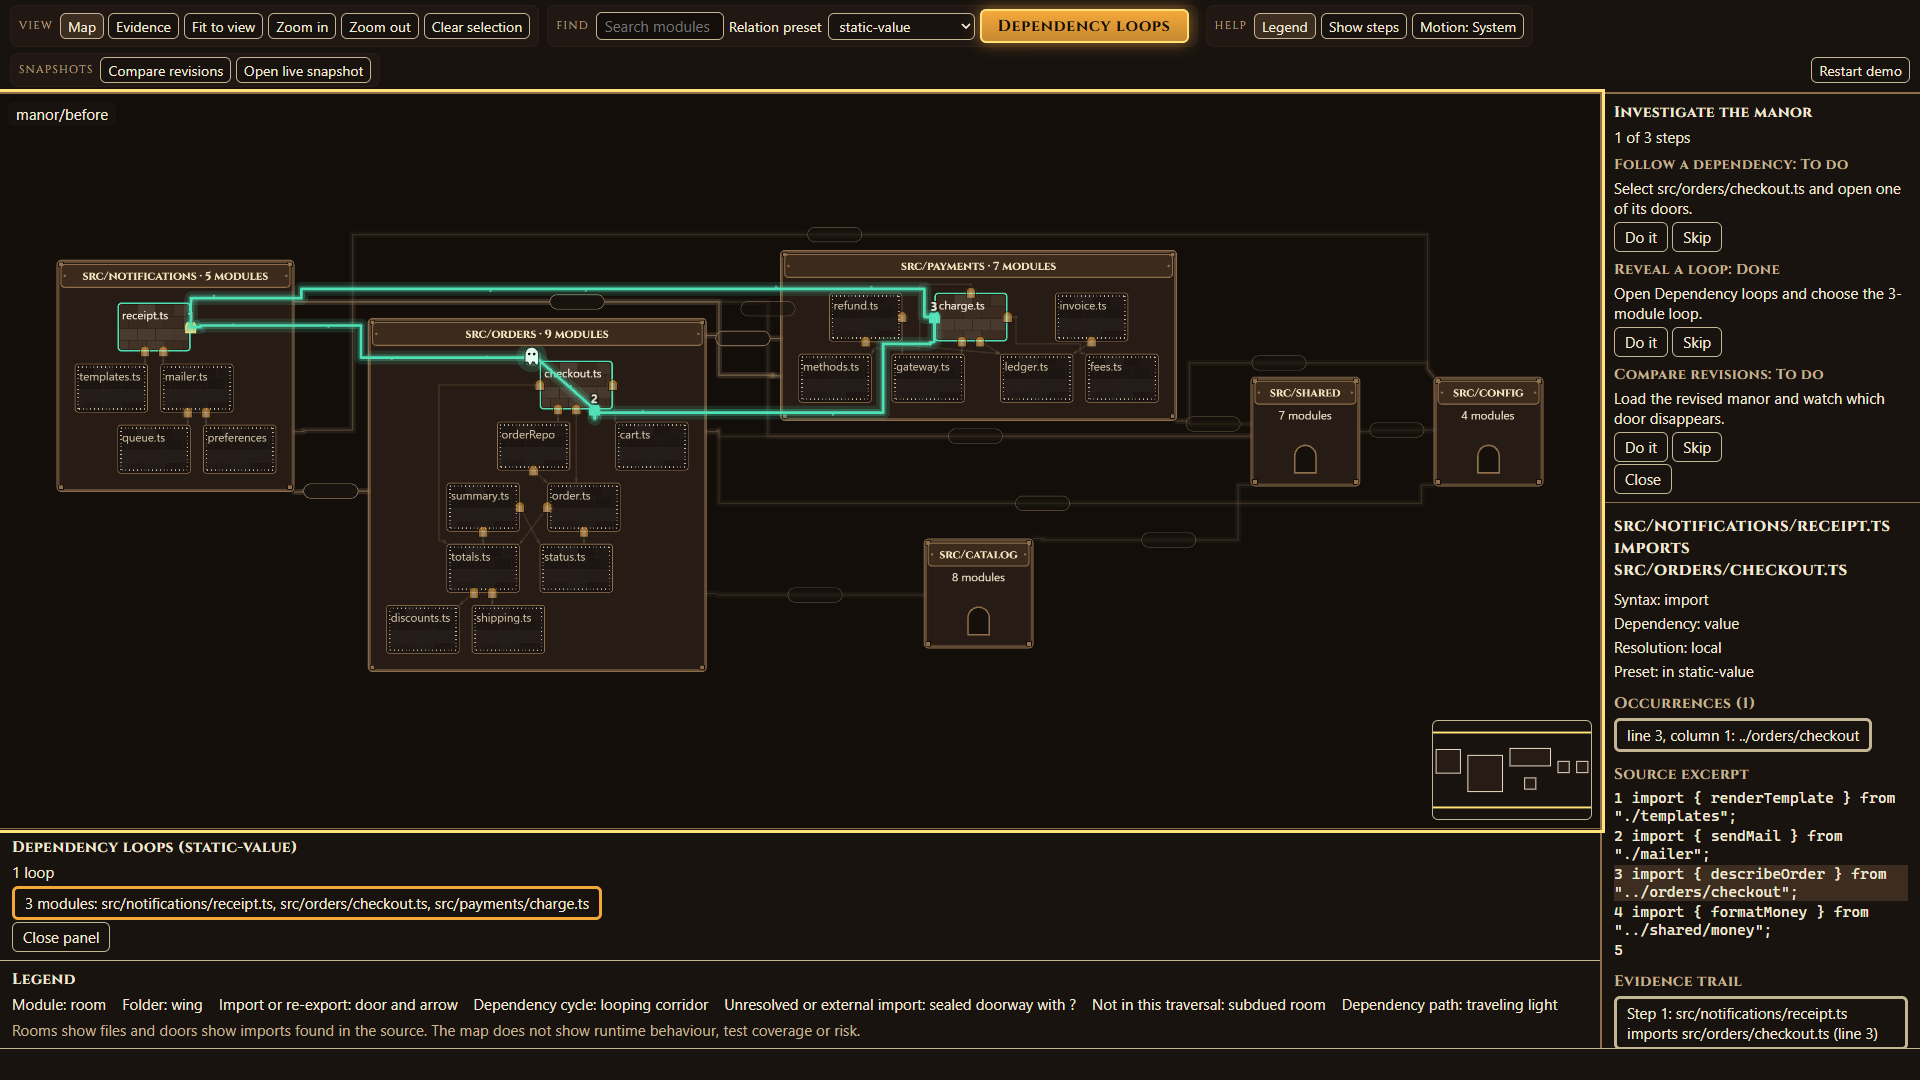 VIEW Map Evidence Fit to view Zoom in Zoom out Clear selection FIND Search modules Relation preset static-value DEPENDENCY LOOPS HELP Legend Show steps Motion: System
SNAPSHOTS Compare revisions Open live snapshot Restart demo
manor/before
SRC/NOTIFICATIONS · 5 MODULES
receipt.ts
templates.ts
mailer.ts
queue.ts
preferences
SRC/ORDERS · 9 MODULES
checkout.ts
2
orderRepo
cart.ts
summary.ts
order.ts
totals.ts
status.ts
discounts.ts
shipping.ts
SRC/PAYMENTS · 7 MODULES
refund.ts
3
charge.ts
invoice.ts
methods.ts
gateway.ts
ledger.ts
fees.ts
SRC/SHARED
7 modules
SRC/CONFIG
4 modules
SRC/CATALOG
8 modules
INVESTIGATE THE MANOR
1 of 3 steps
FOLLOW A DEPENDENCY: TO DO
Select src/orders/checkout.ts and open one
of its doors.
Do it Skip
REVEAL A LOOP: DONE
Open Dependency loops and choose the 3-
module loop.
Do it Skip
COMPARE REVISIONS: TO DO
Load the revised manor and watch which
door disappears.
Do it Skip
Close
SRC/NOTIFICATIONS/RECEIPT.TS
IMPORTS
SRC/ORDERS/CHECKOUT.TS
Syntax: import
Dependency: value
Resolution: local
Preset: in static-value
OCCURRENCES (1)
line 3, column 1: ../orders/checkout
SOURCE EXCERPT
1 import { renderTemplate } from
"./templates";
2 import { sendMail } from
"./mailer";
3 import { describeOrder } from
"../orders/checkout";
4 import { formatMoney } from
"../shared/money";
5
EVIDENCE TRAIL
Step 1: src/notifications/receipt.ts
imports src/orders/checkout.ts (line 3)
DEPENDENCY LOOPS (STATIC-VALUE)
1 loop
3 modules: src/notifications/receipt.ts, src/orders/checkout.ts, src/payments/charge.ts
Close panel
LEGEND
Module: room Folder: wing Import or re-export: door and arrow Dependency cycle: looping corridor Unresolved or external import: sealed doorway with ? Not in this traversal: subdued room Dependency path: traveling light
Rooms show files and doors show imports found in the source. The map does not show runtime behaviour, test coverage or risk.